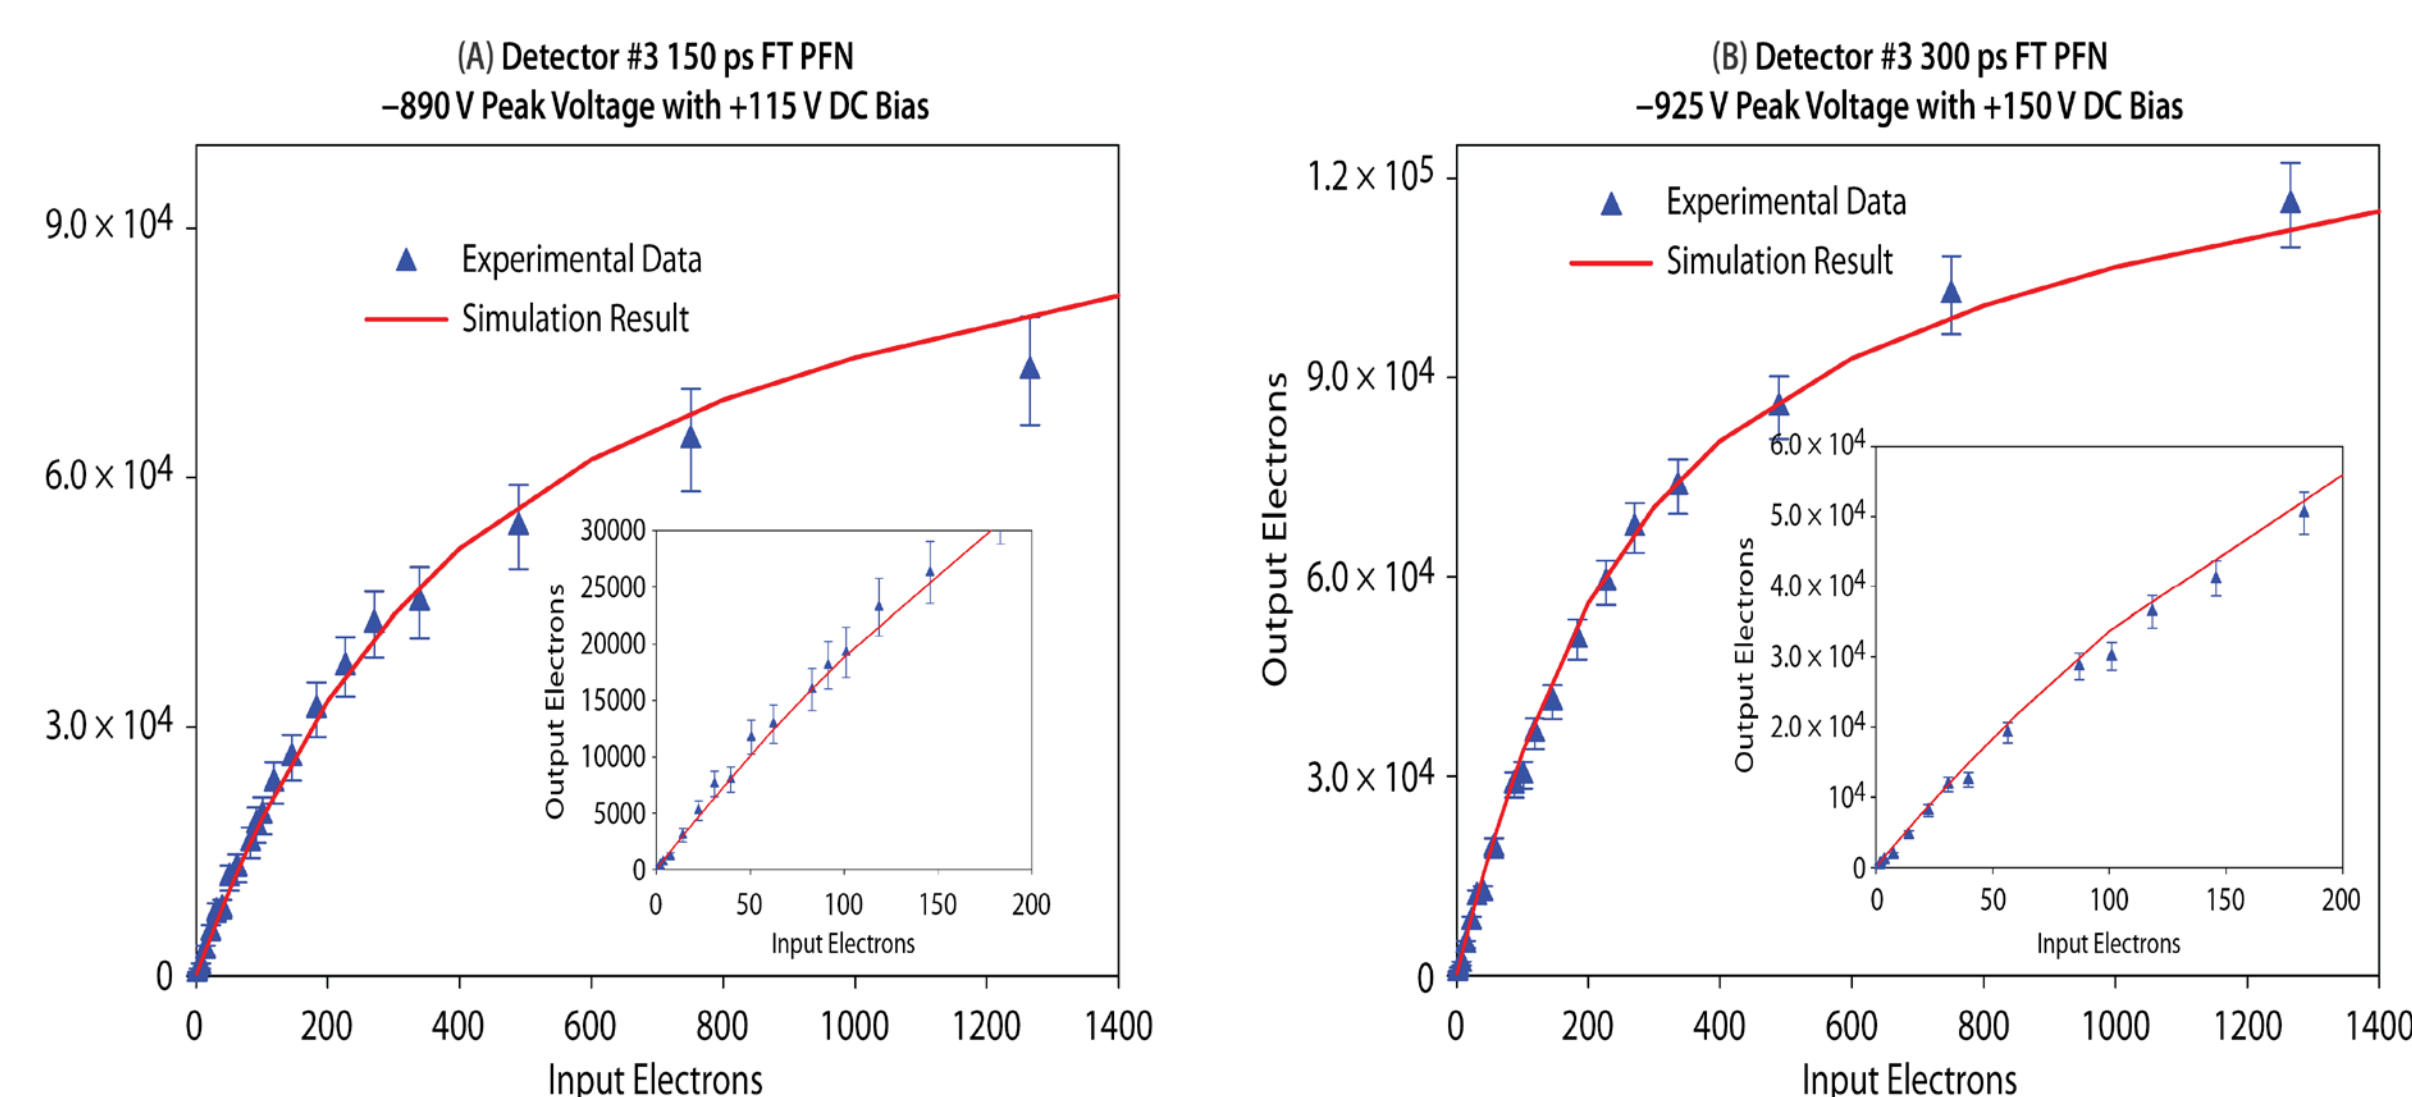 (A) Detector #3 150 ps FT PFN
−890 V Peak Voltage with +115 V DC Bias
9.0 × 10⁴
6.0 × 10⁴
3.0 × 10⁴
0
Experimental Data
Simulation Result
Output Electrons
30000
25000
20000
15000
10000
5000
0
0 50 100 150 200
Input Electrons
0 200 400 600 800 1000 1200 1400
Input Electrons
(B) Detector #3 300 ps FT PFN
−925 V Peak Voltage with +150 V DC Bias
Output Electrons
1.2 × 10⁵
9.0 × 10⁴
6.0 × 10⁴
3.0 × 10⁴
0
Experimental Data
Simulation Result
Output Electrons
6.0 × 10⁴
5.0 × 10⁴
4.0 × 10⁴
3.0 × 10⁴
2.0 × 10⁴
10⁴
0
0 50 100 150 200
Input Electrons
0 200 400 600 800 1000 1200 1400
Input Electrons